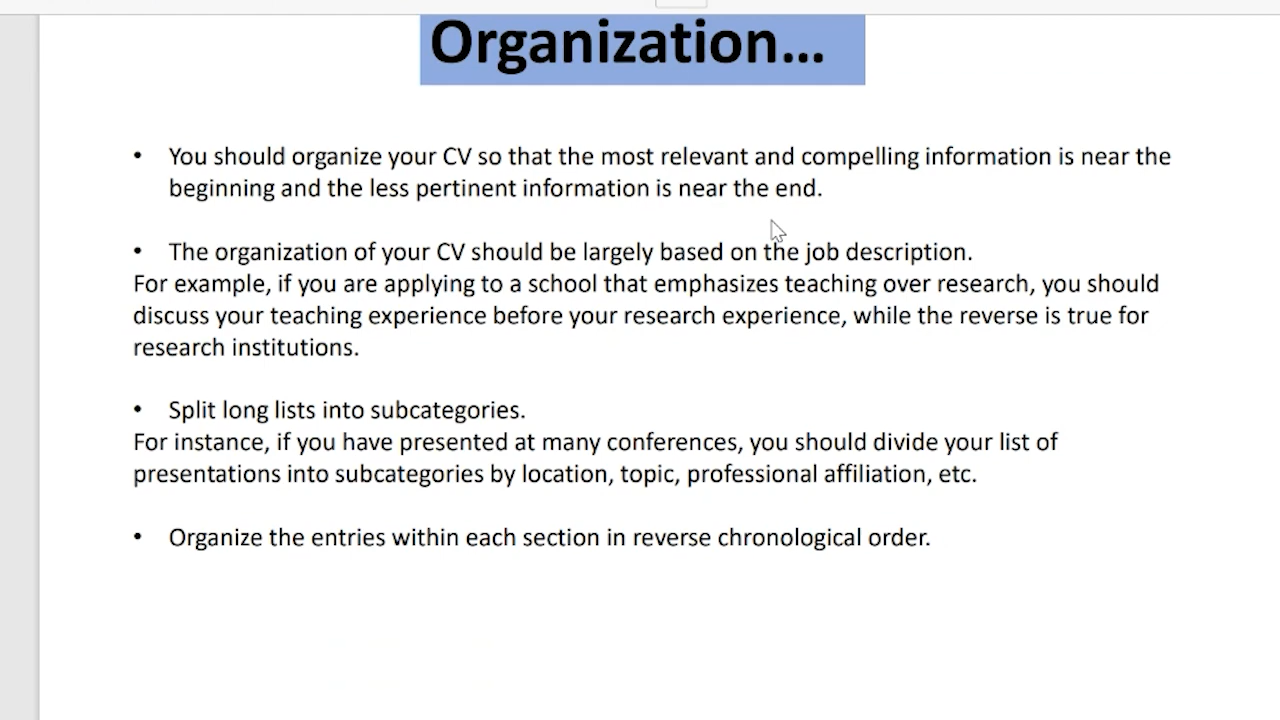 Organization...
• You should organize your CV so that the most relevant and compelling information is near the
beginning and the less pertinent information is near the end.
• The organization of your CV should be largely based on the job description.
For example, if you are applying to a school that emphasizes teaching over research, you should
discuss your teaching experience before your research experience, while the reverse is true for
research institutions.
• Split long lists into subcategories.
For instance, if you have presented at many conferences, you should divide your list of
presentations into subcategories by location, topic, professional affiliation, etc.
• Organize the entries within each section in reverse chronological order.